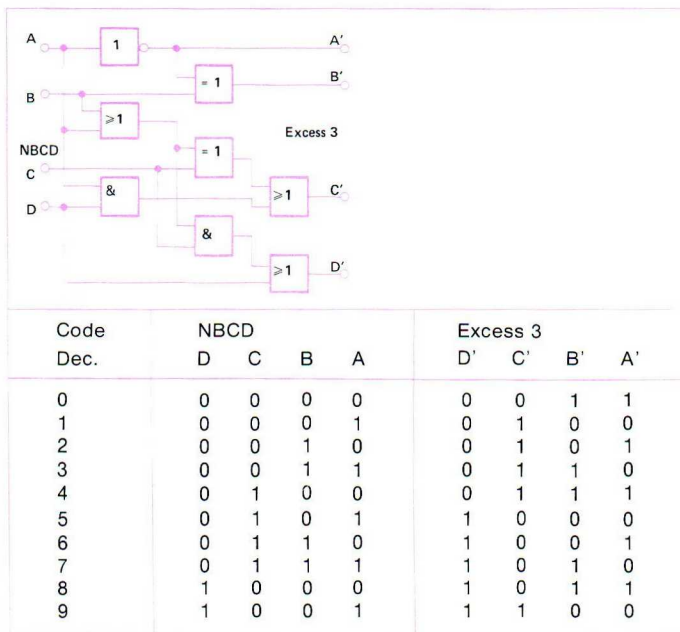 A 1 A'
= 1 B'
B
≥1
Excess 3
NBCD
= 1
C
& ≥1 C'
D
&
≥1 D'
Code NBCD Excess 3
Dec. D C B A D' C' B' A'
0 0 0 0 0 0 0 1 1
1 0 0 0 1 0 1 0 0
2 0 0 1 0 0 1 0 1
3 0 0 1 1 0 1 1 0
4 0 1 0 0 0 1 1 1
5 0 1 0 1 1 0 0 0
6 0 1 1 0 1 0 0 1
7 0 1 1 1 1 0 1 0
8 1 0 0 0 1 0 1 1
9 1 0 0 1 1 1 0 0